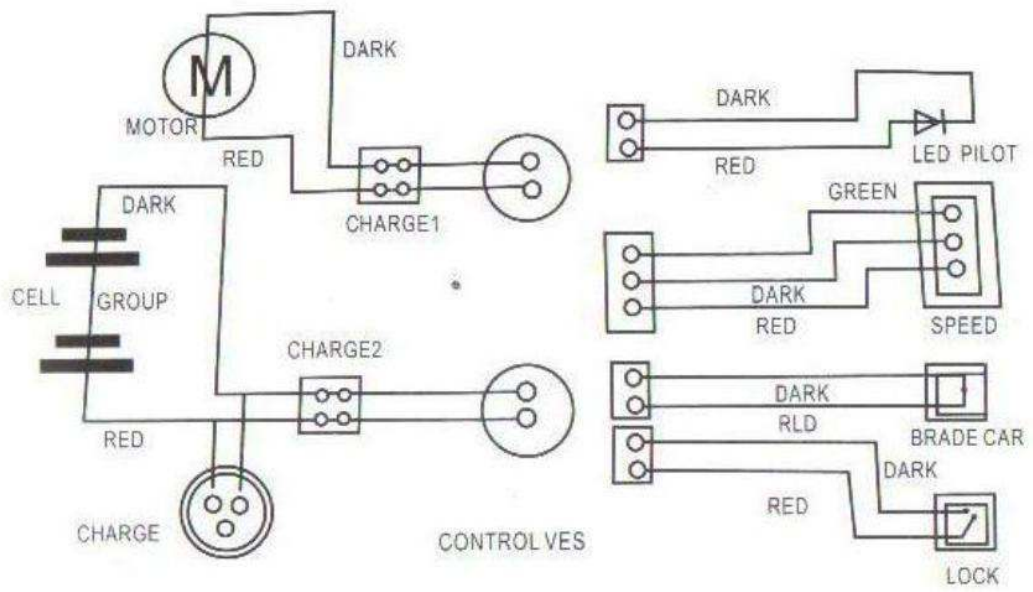 DARK
M
MOTOR
RED
CHARGE1
DARK
CELL GROUP
CHARGE2
RED
CHARGE
CONTROL VES
DARK
RED
LED PILOT
GREEN
DARK
RED
SPEED
DARK
RLD
BRADE CAR
DARK
RED
LOCK